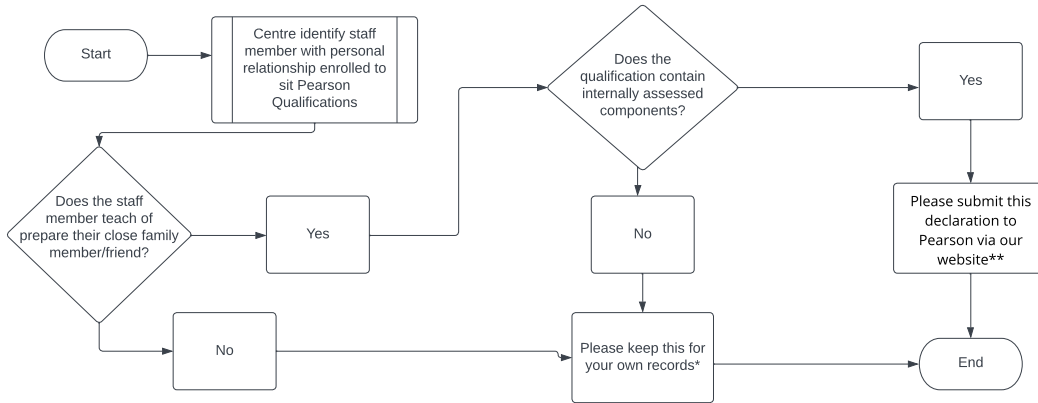 Start
Centre identify staff
member with personal
relationship enrolled to
sit Pearson
Qualifications
Does the staff
member teach of
prepare their close family
member/friend?
Yes
No
Does the
qualification contain
internally assessed
components?
Yes
No
Please submit this
declaration to
Pearson via our
website**
Please keep this for
your own records*
End